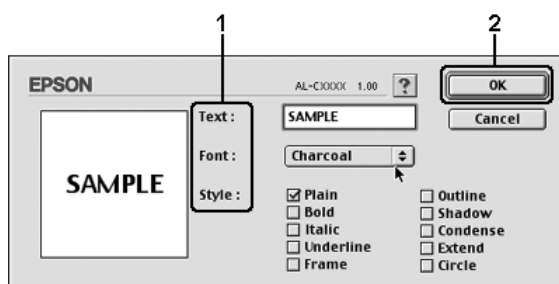 1 2
EPSON AL-CXXXX 1.00 ? OK
Text : SAMPLE Cancel
Font : Charcoal
SAMPLE
Style : Plain Outline
Bold Shadow
Italic Condense
Underline Extend
Frame Circle